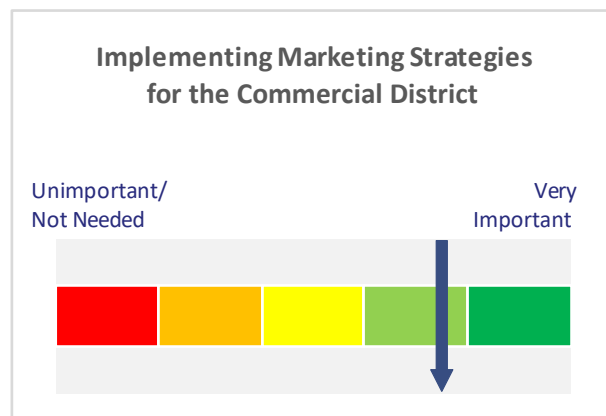 Implementing Marketing Strategies
for the Commercial District
Unimportant/
Not Needed
Very
Important